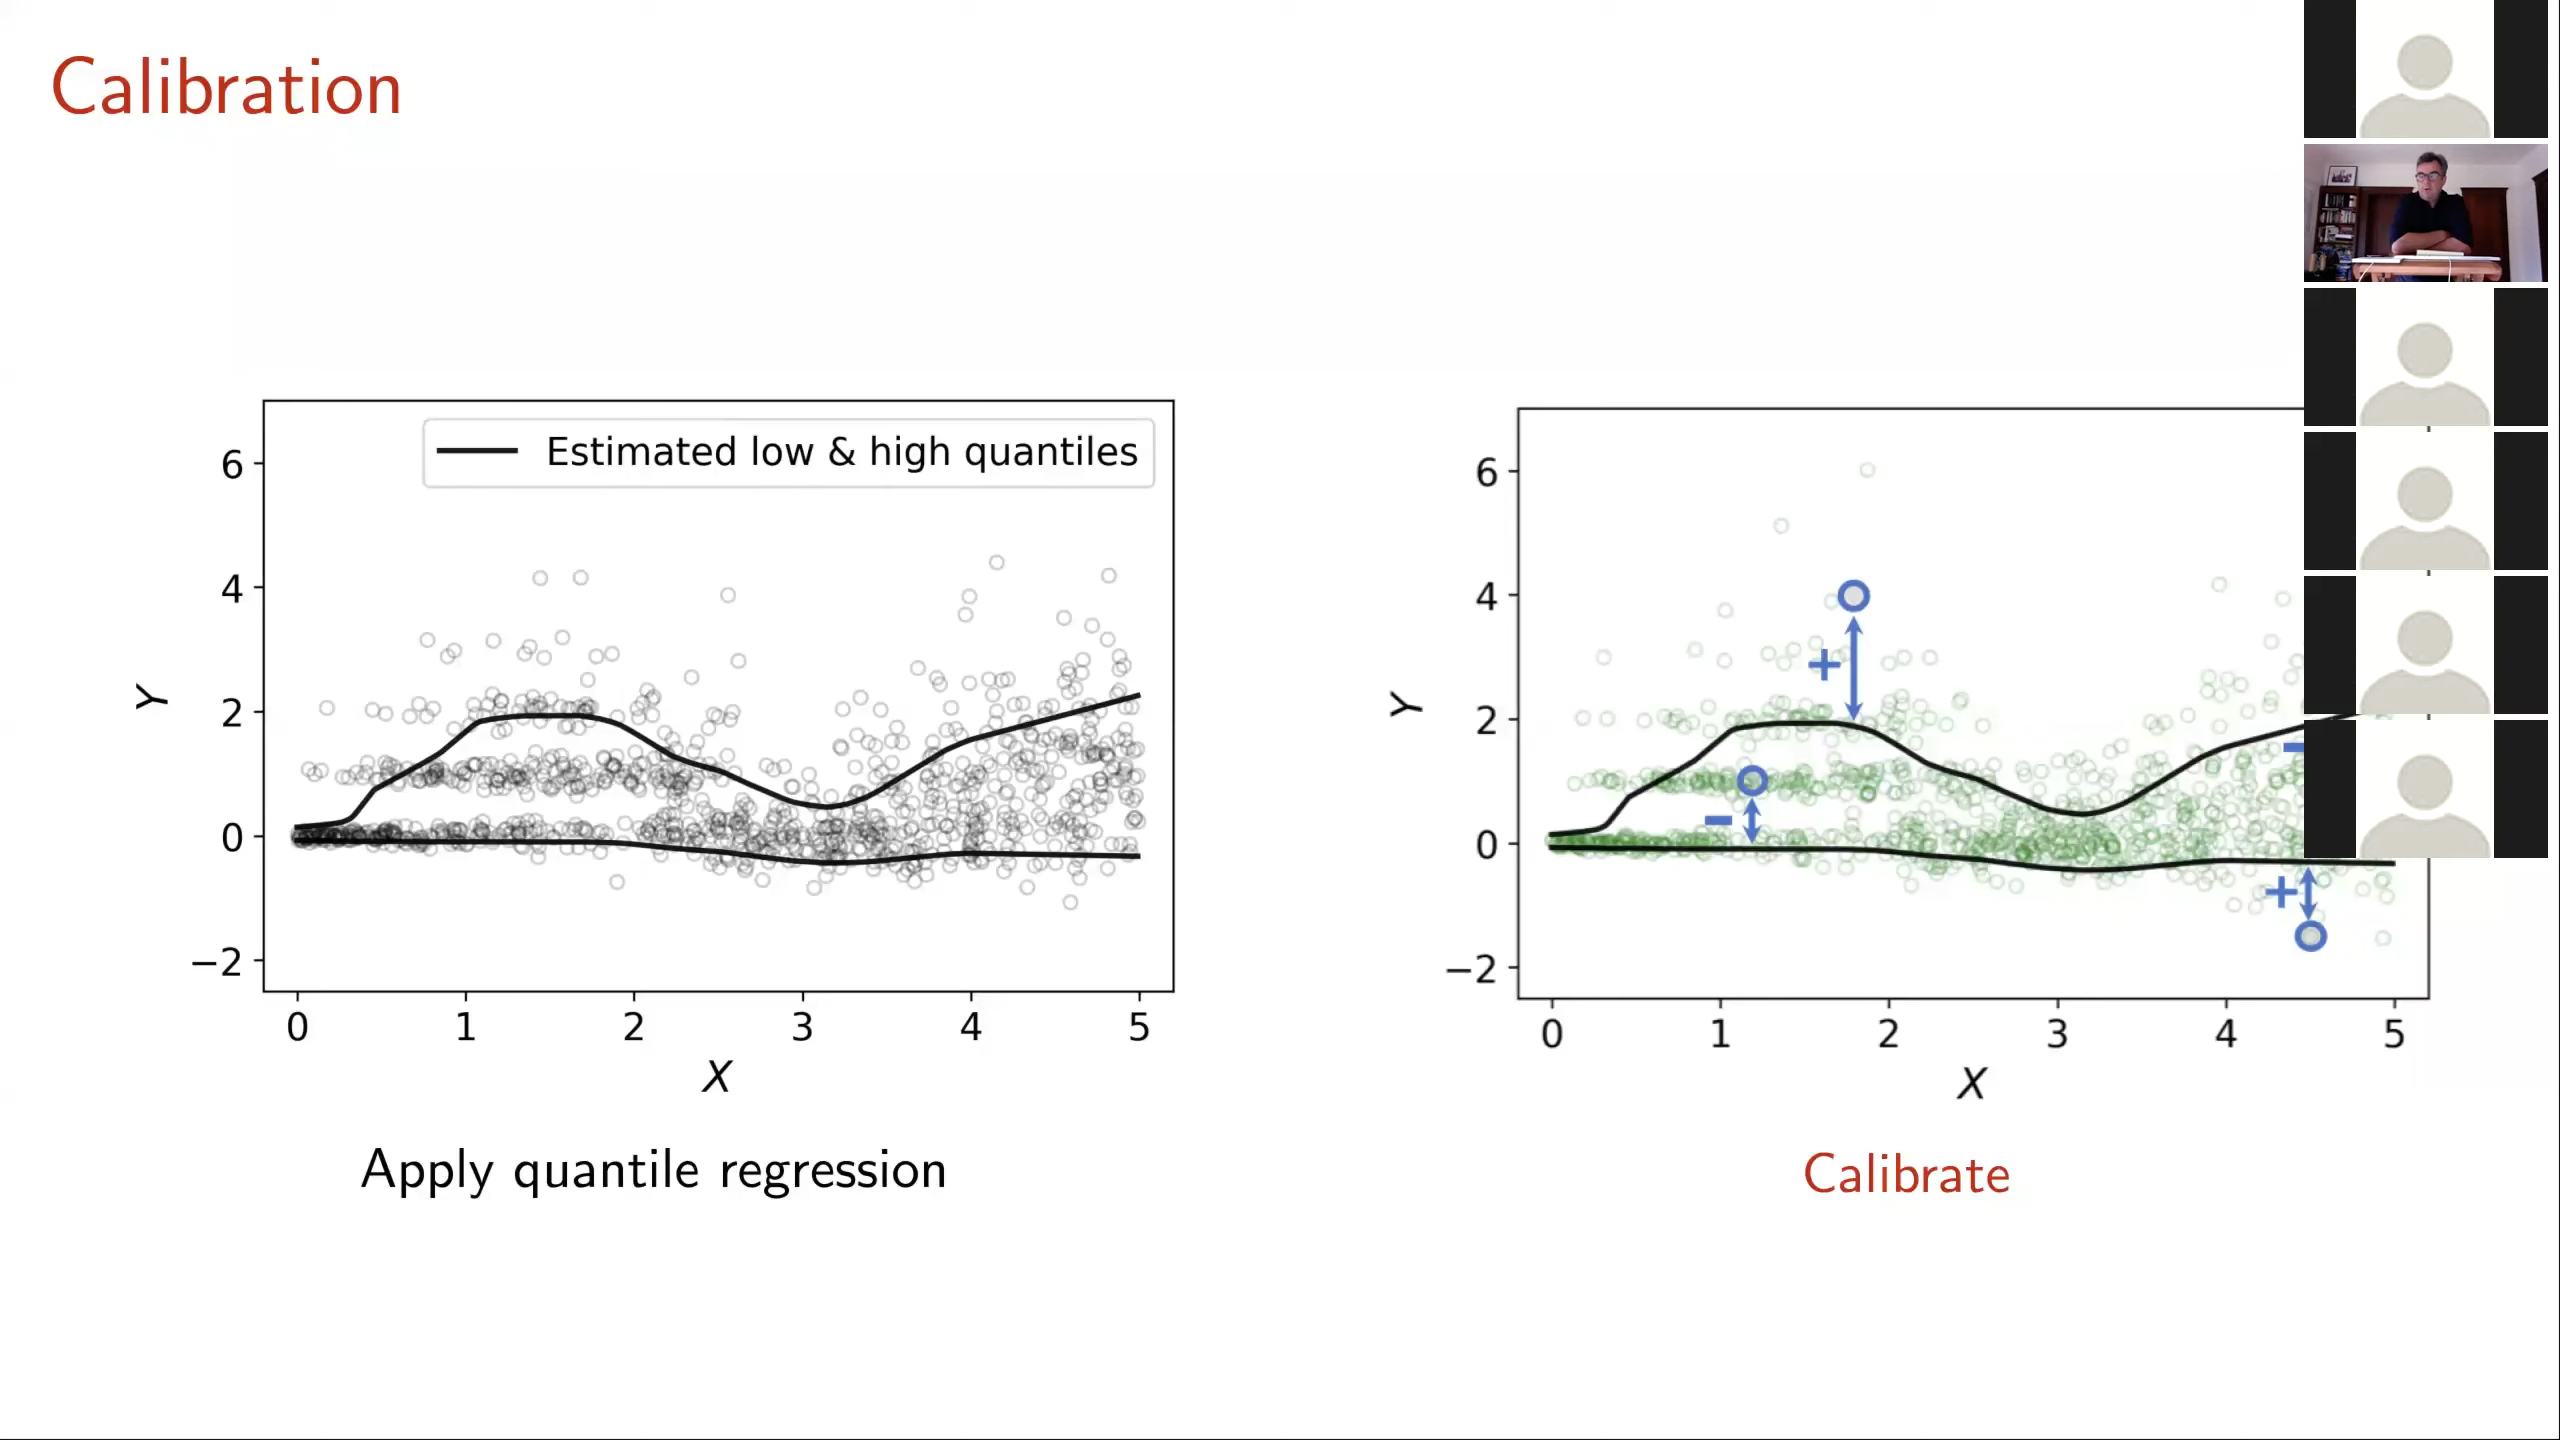 Calibration
Estimated low & high quantiles
6
4
2
0
−2
Y
0 1 2 3 4 5
X
Apply quantile regression
6
4
2
0
−2
Y
+
−
−
+
0 1 2 3 4 5
X
Calibrate